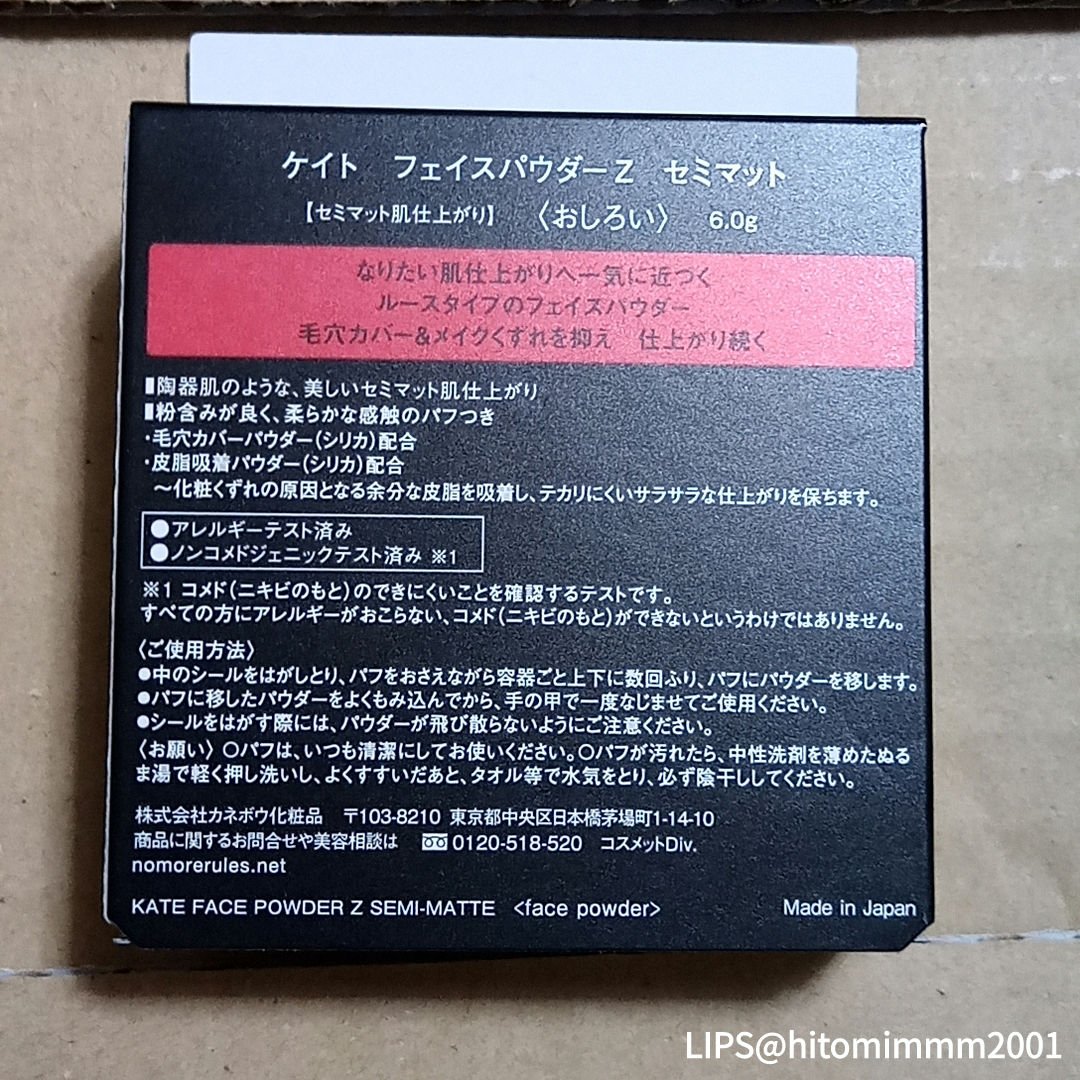 ケイト フェイスパウダーZ セミマット
【セミマット肌仕上がり】 〈おしろい〉 6.0g
なりたい肌仕上がりへ一気に近づく
ルースタイプのフェイスパウダー
毛穴カバー&メイクくずれを抑え 仕上がり続く
▮陶器肌のような、美しいセミマット肌仕上がり
▮粉含みが良く、柔らかな感触のパフつき
・毛穴カバーパウダー(シリカ)配合
・皮脂吸着パウダー(シリカ)配合
～化粧くずれの原因となる余分な皮脂を吸着し、テカリにくいサラサラな仕上がりを保ちます。
●アレルギーテスト済み
●ノンコメドジェニックテスト済み ※1
※1 コメド(ニキビのもと)のできにくいことを確認するテストです。
すべての方にアレルギーがおこらない、コメド(ニキビのもと)ができないというわけではありません。
〈ご使用方法〉
●中のシールをはがしとり、パフをおさえながら容器ごと上下に数回ふり、パフにパウダーを移します。
●パフに移したパウダーをよくもみ込んでから、手の甲で一度なじませてご使用ください。
●シールをはがす際には、パウダーが飛び散らないようにご注意ください。
〈お願い〉○パフは、いつも清潔にしてお使いください。○パフが汚れたら、中性洗剤を薄めたぬる
ま湯で軽く押し洗いし、よくすすいだあと、タオル等で水気をとり、必ず陰干ししてください。
株式会社カネボウ化粧品 〒103-8210 東京都中央区日本橋茅場町1-14-10
商品に関するお問合せや美容相談は 0120-518-520 コスメットDiv.
nomorerules.net
KATE FACE POWDER Z SEMI-MATTE <face powder> Made in Japan
LIPS@hitomimmm2001